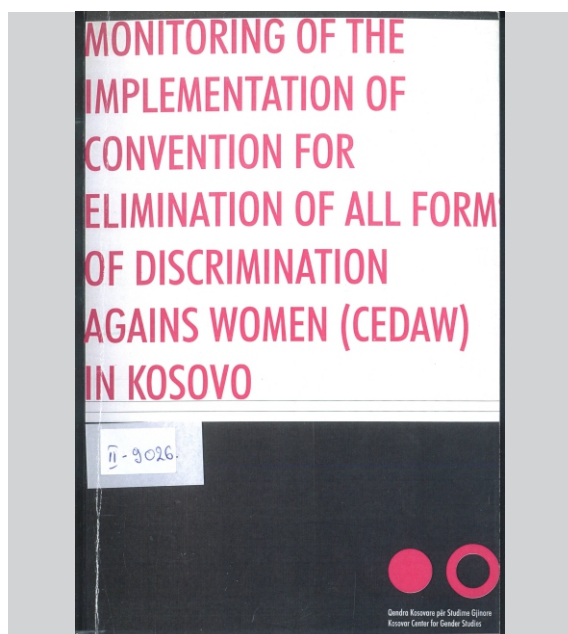 MONITORING OF THE
IMPLEMENTATION OF
CONVENTION FOR
ELIMINATION OF ALL FORM
OF DISCRIMINATION
AGAINS WOMEN (CEDAW)
IN KOSOVO
II-9026.
Qendra Kosovare për Studime Gjinore
Kosovar Center for Gender Studies